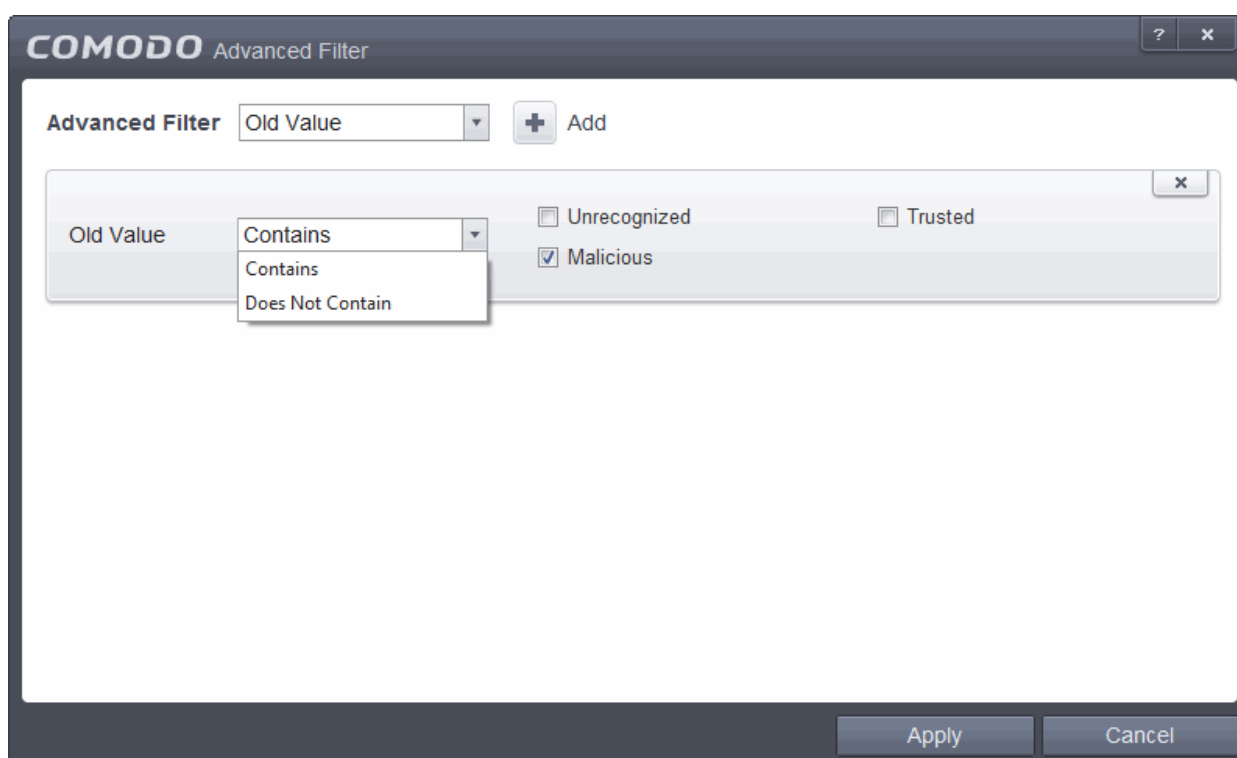 COMODO Advanced Filter ? x
Advanced Filter Old Value + Add
x
Old Value Contains Unrecognized Trusted
Contains Malicious
Does Not Contain
Apply Cancel